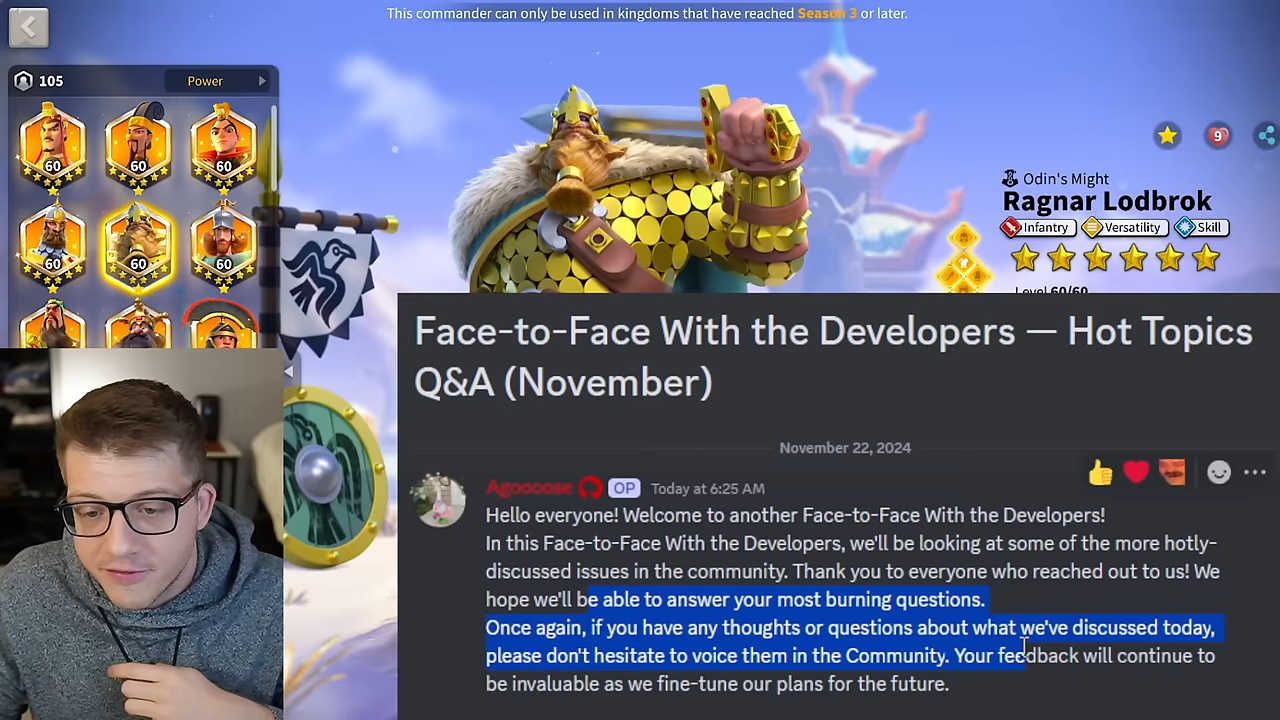 This commander can only be used in kingdoms that have reached Season 3 or later.
105
Power
60
60
60
60
60
60
9
Odin's Might
Ragnar Lodbrok
Infantry
Versatility
Skill
Level 60/60
Face-to-Face With the Developers — Hot Topics
Q&A (November)
November 22, 2024
Agoooose OP Today at 6:25 AM
Hello everyone! Welcome to another Face-to-Face With the Developers!
In this Face-to-Face With the Developers, we'll be looking at some of the more hotly-
discussed issues in the community. Thank you to everyone who reached out to us! We
hope we'll be able to answer your most burning questions.
Once again, if you have any thoughts or questions about what we've discussed today,
please don't hesitate to voice them in the Community. Your feedback will continue to
be invaluable as we fine-tune our plans for the future.